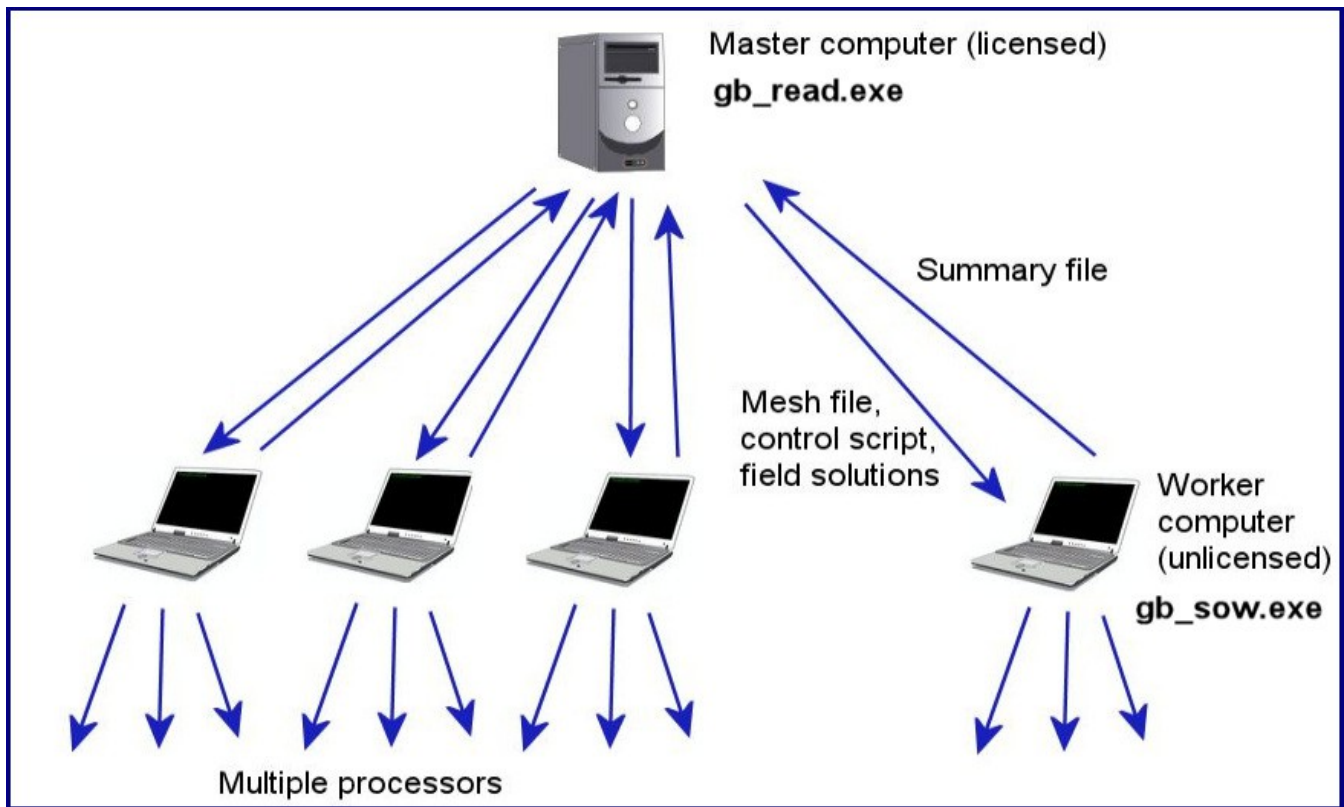 Master computer (licensed)
gb_read.exe
Summary file
Mesh file,
control script,
field solutions
Worker
computer
(unlicensed)
gb_sow.exe
Multiple processors